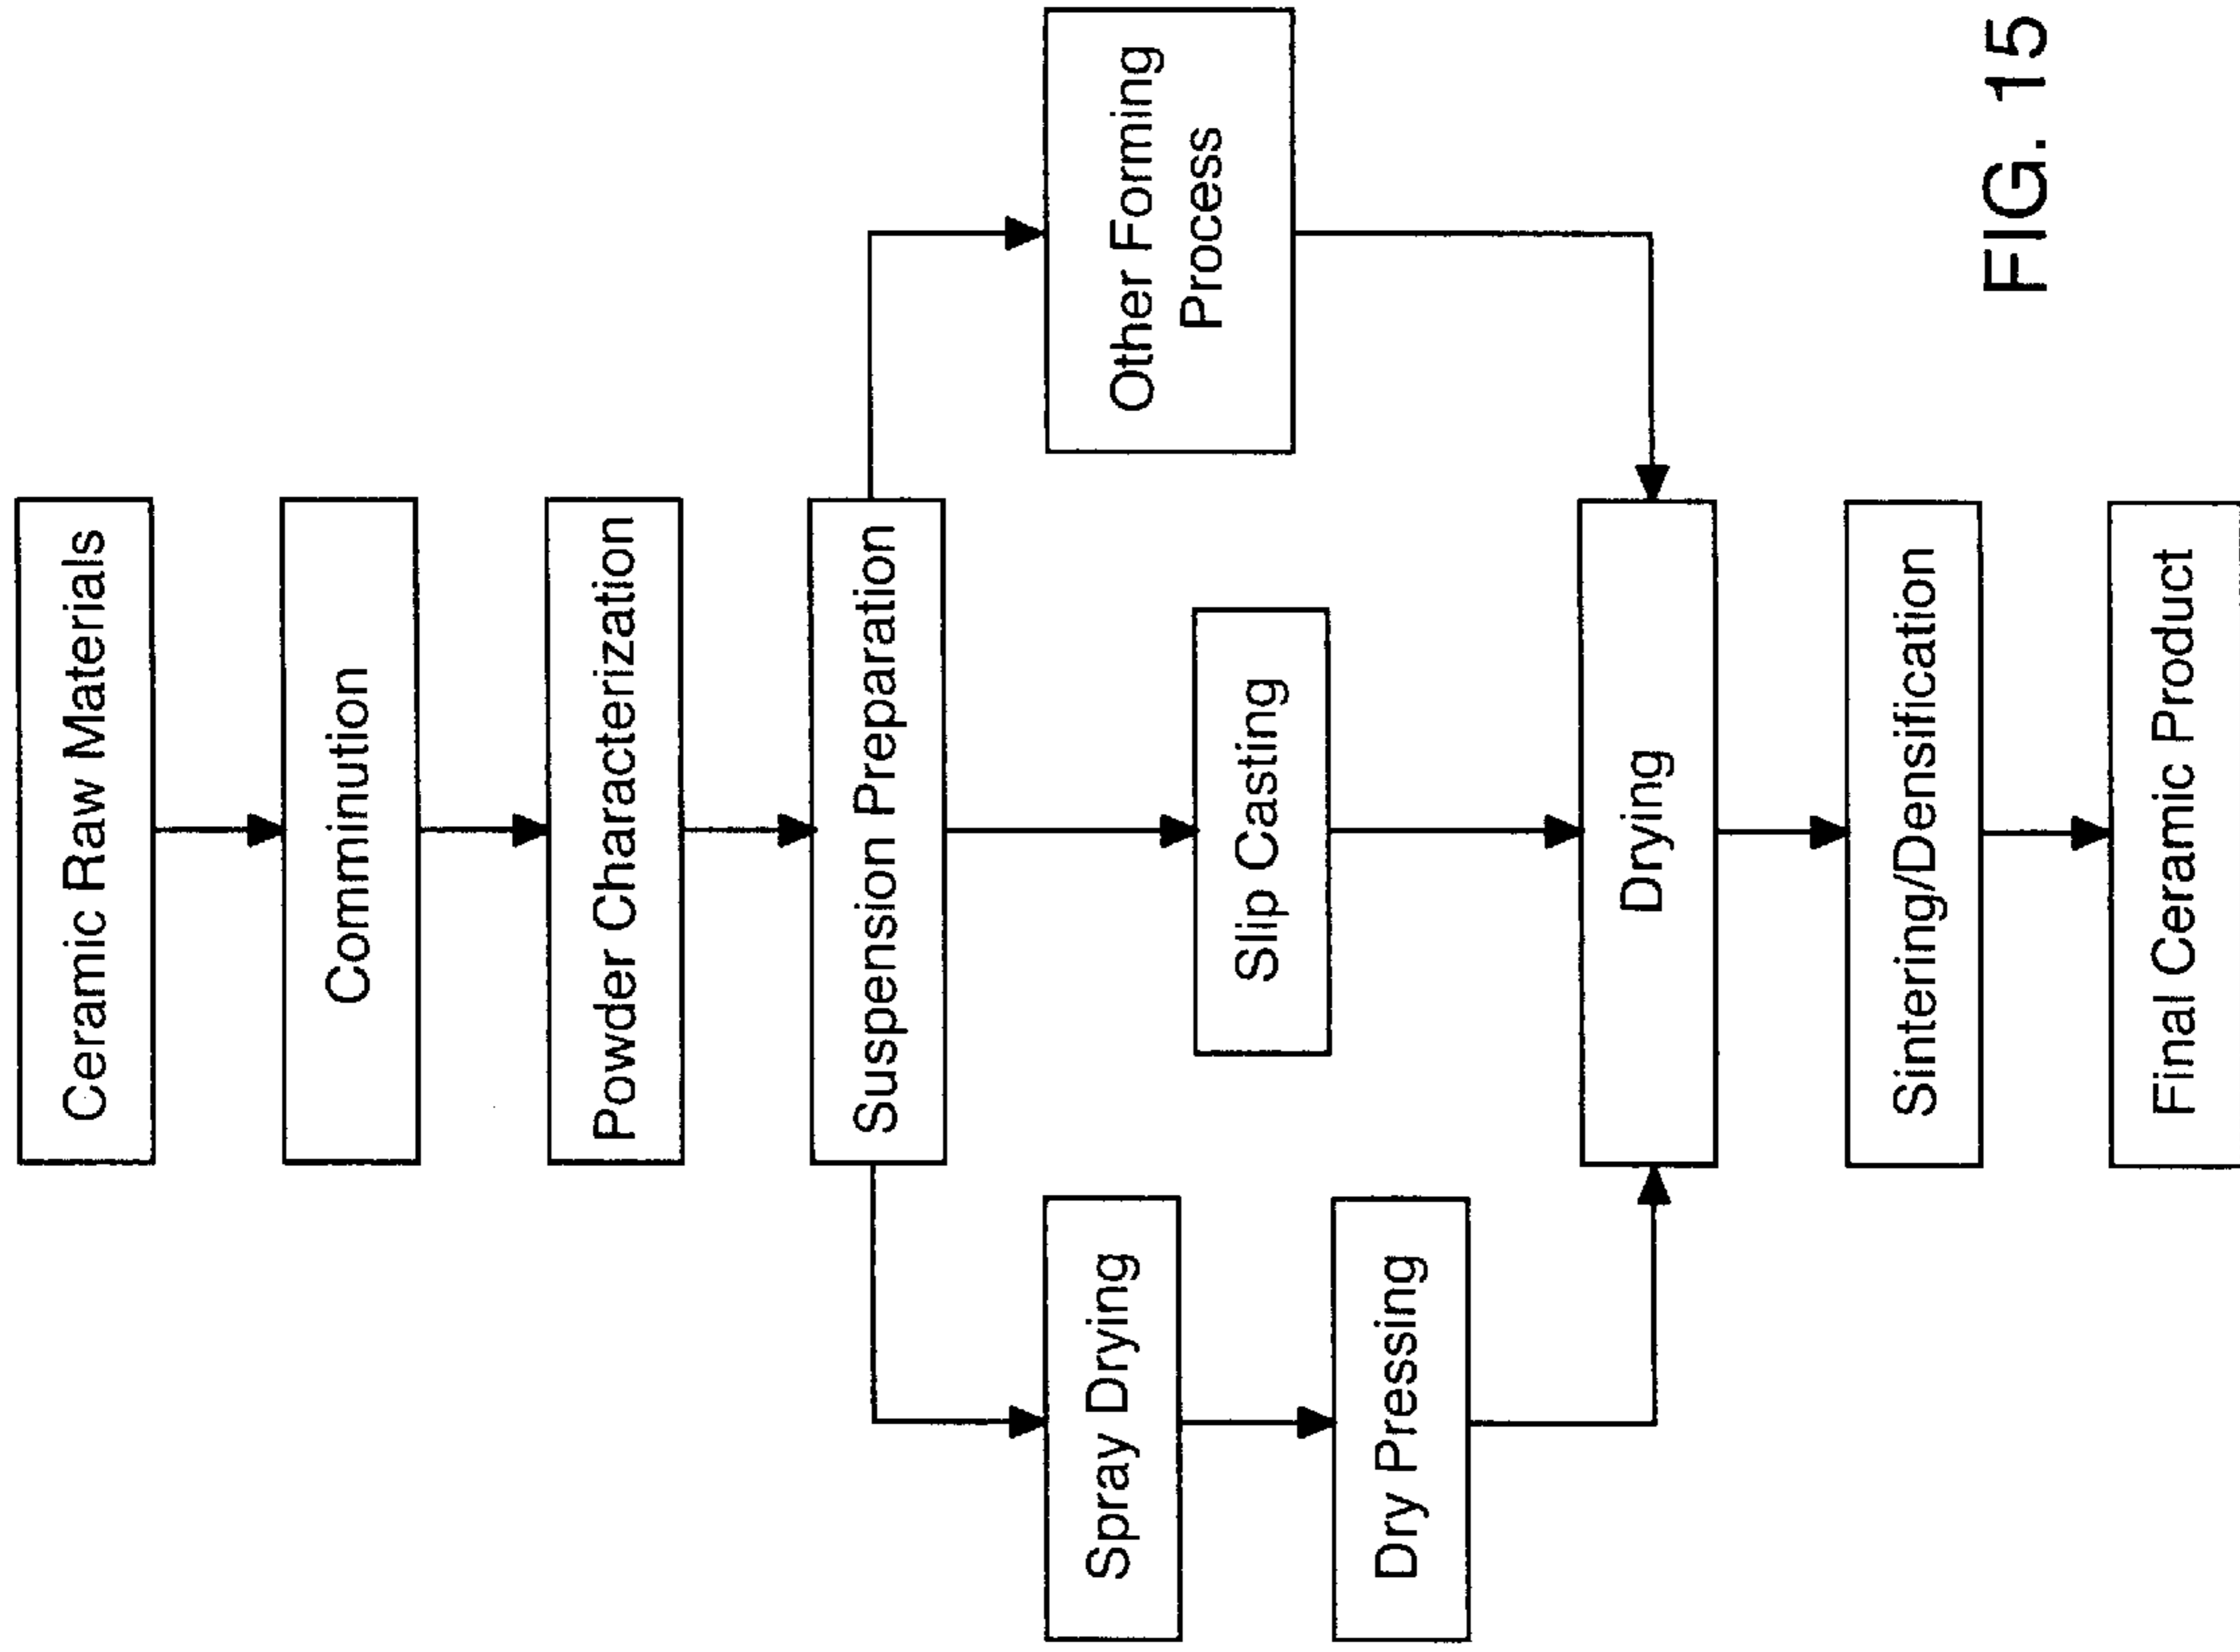 Ceramic Raw Materials
Comminution
Powder Characterization
Suspension Preparation
Spray Drying
Dry Pressing
Slip Casting
Other Forming
Process
Drying
Sintering/Densification
Final Ceramic Product
FIG. 15